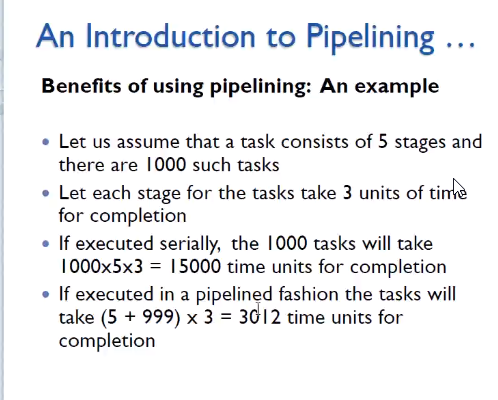 An Introduction to Pipelining ...
Benefits of using pipelining: An example
• Let us assume that a task consists of 5 stages and
there are 1000 such tasks
• Let each stage for the tasks take 3 units of time
for completion
• If executed serially, the 1000 tasks will take
1000x5x3 = 15000 time units for completion
• If executed in a pipelined fashion the tasks will
take (5 + 999) x 3 = 3012 time units for
completion